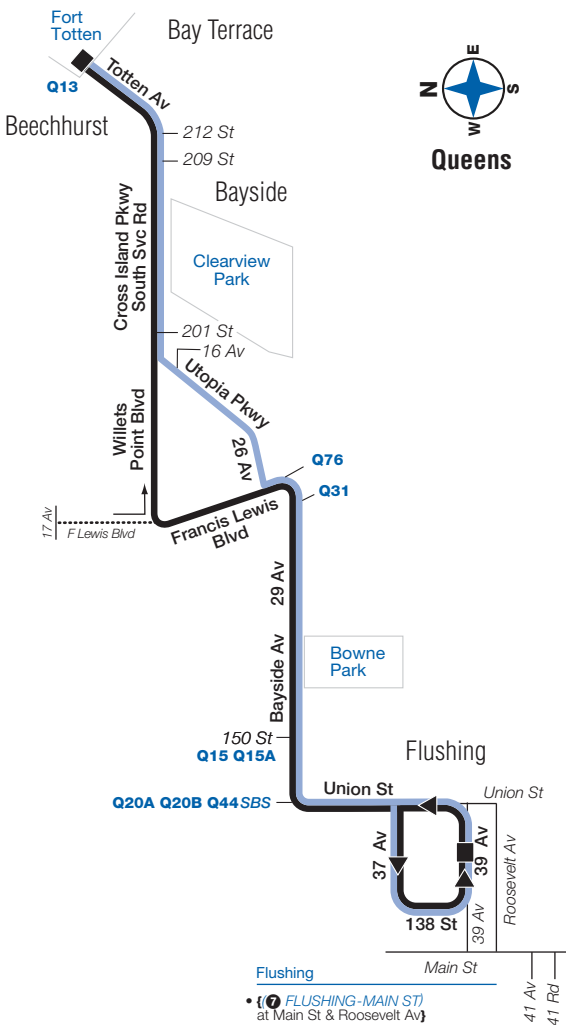 Fort
Totten
Bay Terrace
Q13
Totten Av
N
E
S
W
Queens
Beechhurst
212 St
209 St
Bayside
Cross Island Pkwy
South Svc Rd
Clearview
Park
201 St
16 Av
Utopia Pkwy
Willets
Point Blvd
26 Av
Q76
Q31
17 Av
F Lewis Blvd
Francis Lewis
Blvd
29 Av
Bowne
Park
Bayside Av
150 St
Q15 Q15A
Flushing
Q20A Q20B Q44 SBS
Union St
Union St
37 Av
39 Av
Roosevelt Av
138 St
39 Av
Main St
Flushing
• {(7 FLUSHING-MAIN ST)
at Main St & Roosevelt Av}
41 Av
41 Rd